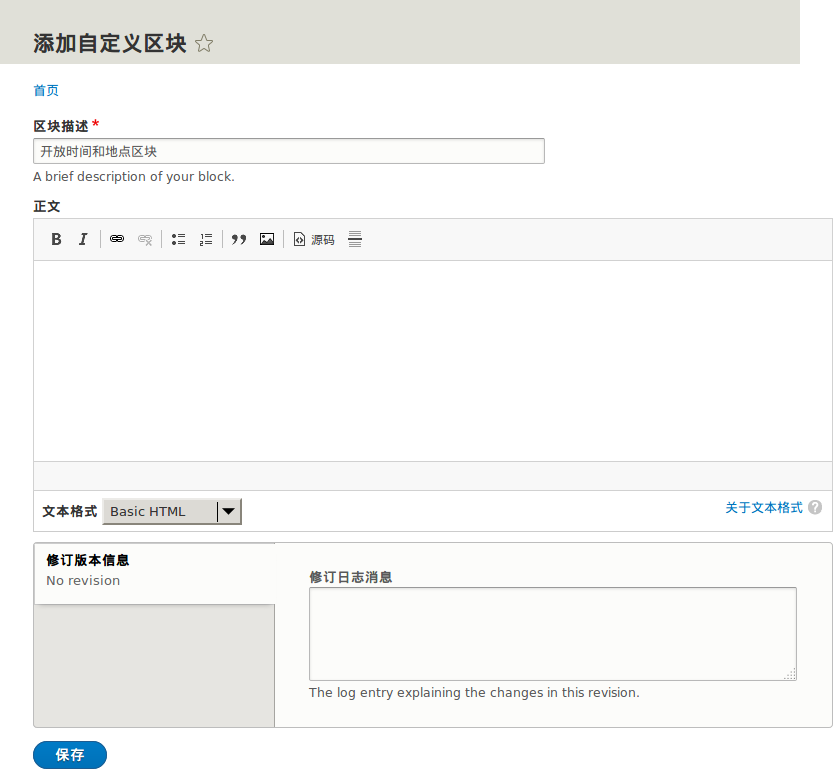 添加自定义区块
首页
区块描述*
开放时间和地点区块
A brief description of your block.
正文
B I 源码
文本格式 Basic HTML 关于文本格式 ?
修订版本信息
No revision
修订日志消息
The log entry explaining the changes in this revision.
保存